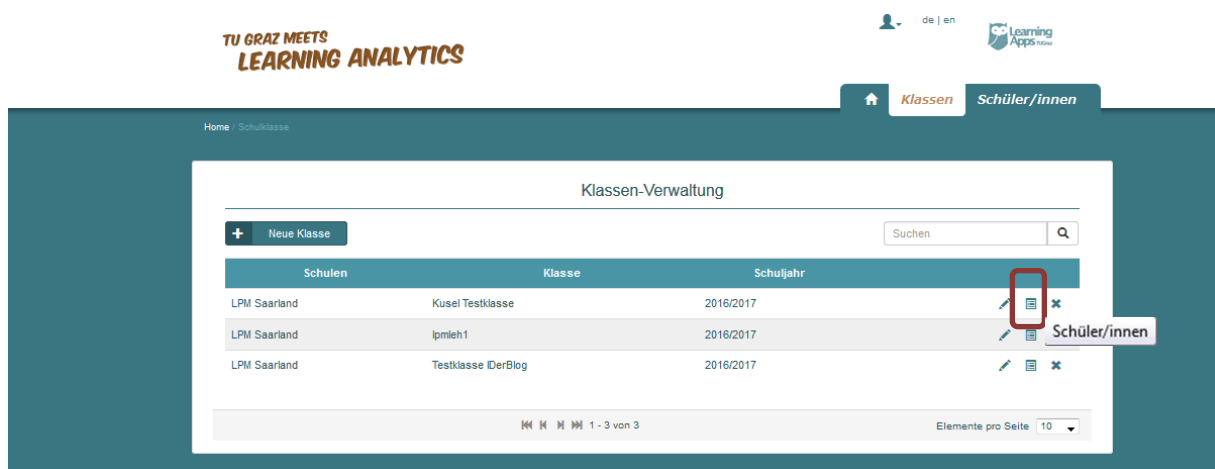 TU GRAZ MEETS
LEARNING ANALYTICS
de | en
Learning
Apps TUGraz
Klassen Schüler/innen
Home / Schulklasse
Klassen-Verwaltung
+ Neue Klasse
Suchen
Schulen Klasse Schuljahr
LPM Saarland Kusel Testklasse 2016/2017
LPM Saarland lpmleh1 2016/2017
Schüler/innen
LPM Saarland Testklasse IDerBlog 2016/2017
1 - 3 von 3 Elemente pro Seite 10